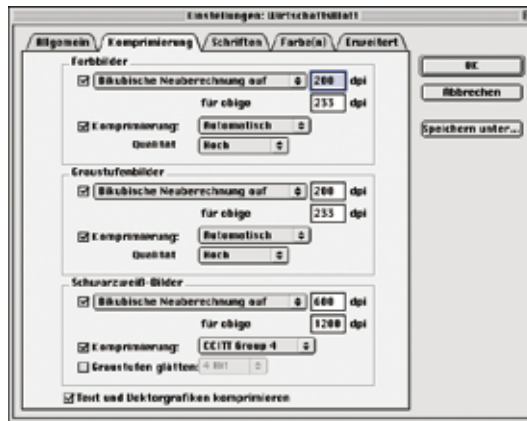 Einstellungen: Wirtschaftsblatt
Allgemein Komprimierung Schriften Farbe(n) Erweitert
Farbbilder
Bikubische Neuberechnung auf 200 dpi
für obige 233 dpi
Komprimierung: Automatisch
Qualität Hoch
Graustufenbilder
Bikubische Neuberechnung auf 200 dpi
für obige 233 dpi
Komprimierung: Automatisch
Qualität Hoch
Schwarzweiß-Bilder
Bikubische Neuberechnung auf 600 dpi
für obige 1200 dpi
Komprimierung: CCITT Group 4
Graustufen glätten: 4 Bit
Text und Vektorgrafiken komprimieren
OK
Abbrechen
Speichern unter...